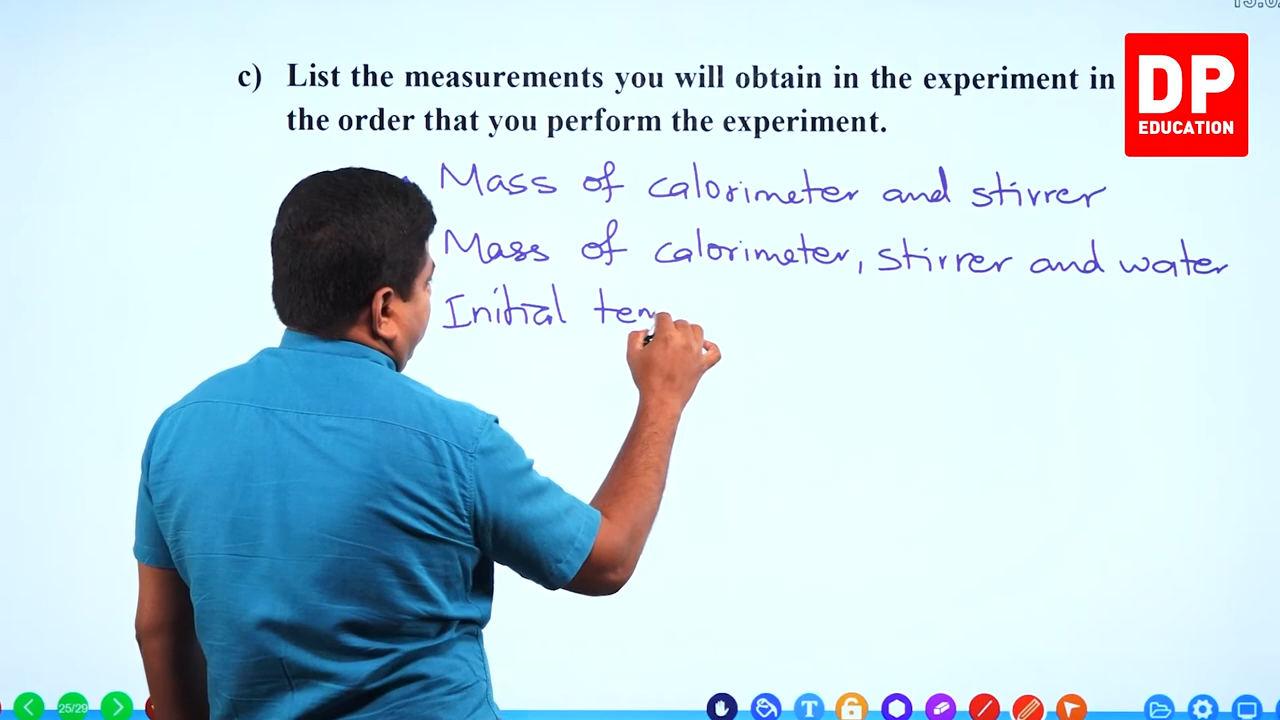 c) List the measurements you will obtain in the experiment in
the order that you perform the experiment.
DP
EDUCATION
Mass of calorimeter and stirrer
Mass of calorimeter, stirrer and water
Initial tem
25/29
T